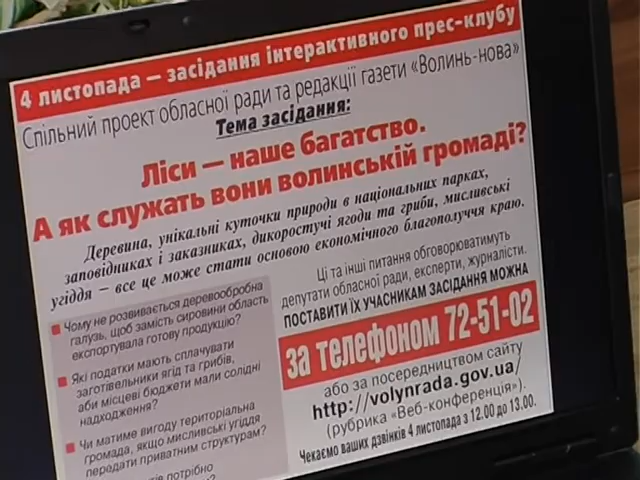 4 листопада — засідання інтерактивного прес-клубу
Спільний проект обласної ради та редакції газети «Волинь-нова»
Тема засідання:
Ліси — наше багатство.
А як служать вони волинській громаді?
Деревина, унікальні куточки природи в національних парках,
заповідниках і заказниках, дикоростучі ягоди та гриби, мисливські
угіддя — все це може стати основою економічного благополуччя краю.
Чому не розвивається деревообробна
галузь, щоб замість сировини область
експортувала готову продукцію?
Які податки мають сплачувати
заготівельники ягід та грибів,
аби місцеві бюджети мали солідні
надходження?
Чи матиме вигоду територіальна
громада, якщо мисливські угіддя
передати приватним структурам?
потрібно
Ці та інші питання обговорюватимуть
депутати обласної ради, експерти, журналісти.
ПОСТАВИТИ ЇХ УЧАСНИКАМ ЗАСІДАННЯ МОЖНА
за телефоном 72-51-02
або за посередництвом сайту
http://volynrada.gov.ua/
(рубрика «Веб-конференція»).
Чекаємо ваших дзвінків 4 листопада з 12.00 до 13.00.